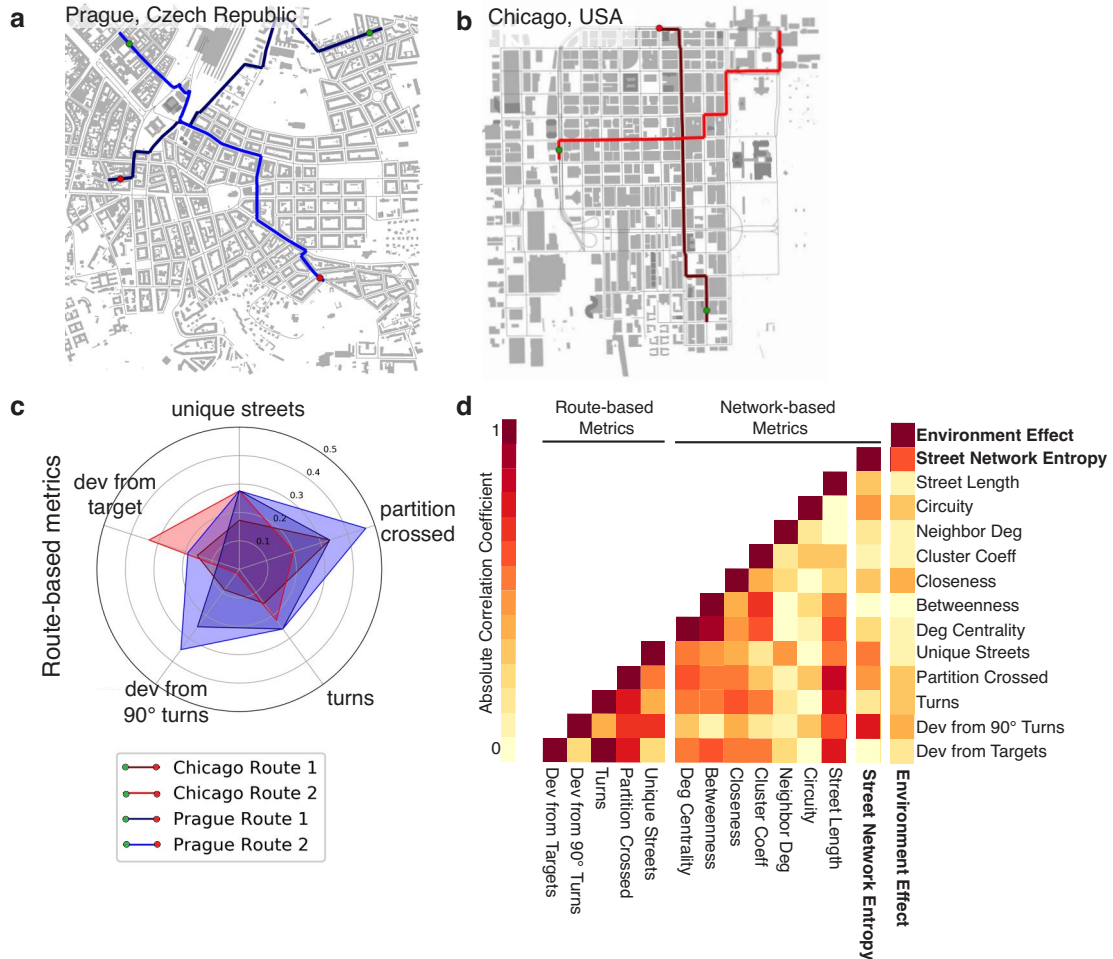 a
Prague, Czech Republic
b
Chicago, USA
c
unique streets
0.5
0.4
0.3
0.2
0.1
dev from
target
partition
crossed
dev from
90° turns
turns
Route-based metrics
Chicago Route 1
Chicago Route 2
Prague Route 1
Prague Route 2
d
Route-based
Metrics
Network-based
Metrics
1
0
Absolute Correlation Coefficient
Environment Effect
Street Network Entropy
Street Length
Circuity
Neighbor Deg
Cluster Coeff
Closeness
Betweenness
Deg Centrality
Unique Streets
Partition Crossed
Turns
Dev from 90° Turns
Dev from Targets
Dev from Targets
Dev from 90° Turns
Turns
Partition Crossed
Unique Streets
Deg Centrality
Betweenness
Closeness
Cluster Coeff
Neighbor Deg
Circuity
Street Length
Street Network Entropy
Environment Effect